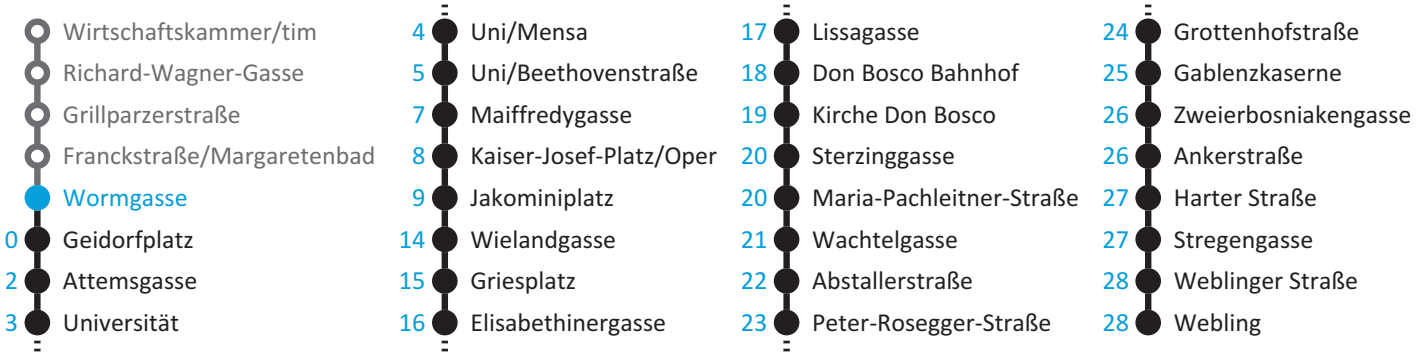 Wirtschaftskammer/tim
Richard-Wagner-Gasse
Grillparzerstraße
Franckstraße/Margaretenbad
Wormgasse
0 Geidorfplatz
2 Attemsgasse
3 Universität
4 Uni/Mensa
5 Uni/Beethovenstraße
7 Maiffredygasse
8 Kaiser-Josef-Platz/Oper
9 Jakominiplatz
14 Wielandgasse
15 Griesplatz
16 Elisabethinergasse
17 Lissagasse
18 Don Bosco Bahnhof
19 Kirche Don Bosco
20 Sterzinggasse
20 Maria-Pachleitner-Straße
21 Wachtelgasse
22 Abstallerstraße
23 Peter-Rosegger-Straße
24 Grottenhofstraße
25 Gablenzkaserne
26 Zweierbosniakengasse
26 Ankerstraße
27 Harter Straße
27 Stregengasse
28 Weblinger Straße
28 Webling